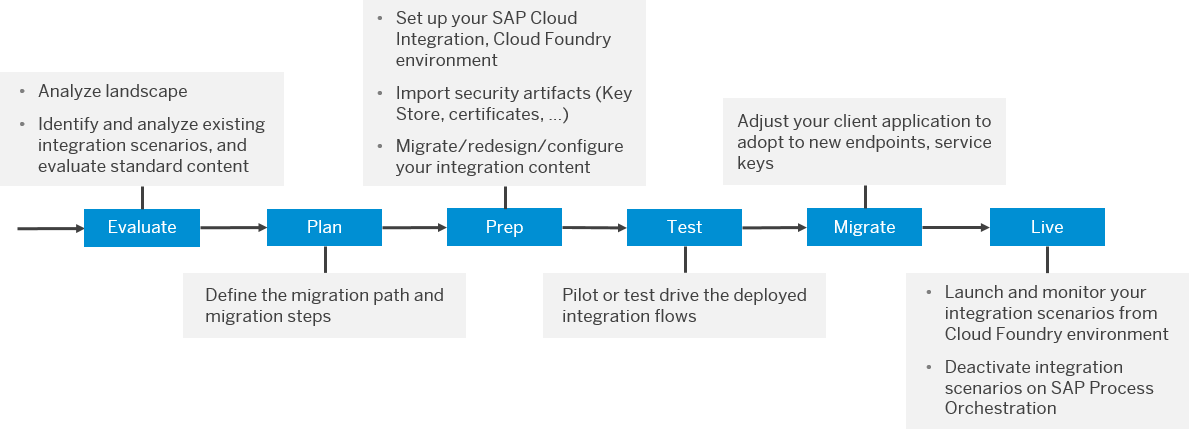 • Set up your SAP Cloud
Integration, Cloud Foundry
environment
• Import security artifacts (Key
Store, certificates, ...)
• Migrate/redesign/configure
your integration content
• Analyze landscape
• Identify and analyze existing
integration scenarios, and
evaluate standard content
Adjust your client application to
adopt to new endpoints, service
keys
Evaluate
Plan
Prep
Test
Migrate
Live
Define the migration path and
migration steps
Pilot or test drive the deployed
integration flows
• Launch and monitor your
integration scenarios from
Cloud Foundry environment
• Deactivate integration
scenarios on SAP Process
Orchestration